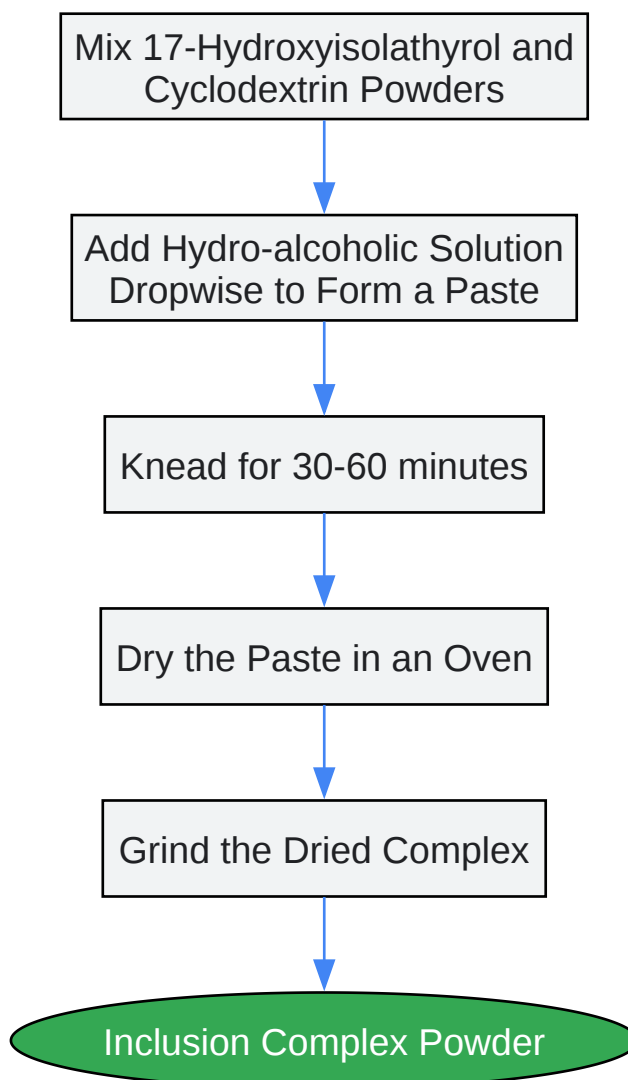 Mix 17-Hydroxyisolathyrol and
Cyclodextrin Powders
Add Hydro-alcoholic Solution
Dropwise to Form a Paste
Knead for 30-60 minutes
Dry the Paste in an Oven
Grind the Dried Complex
Inclusion Complex Powder